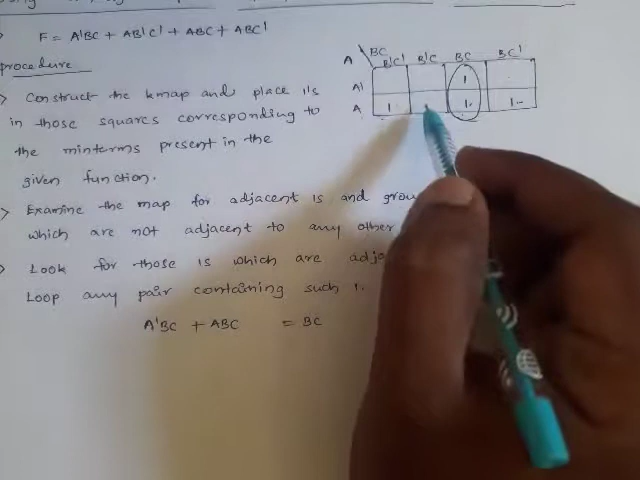 F = A'BC + AB'C' + ABC + ABC'
procedure
A BC B'C' B'C BC BC'
A' 1
> Construct the kmap and place 1's
A 1 1 1
in those squares corresponding to
the minterms present in the
given function.
> Examine the map for adjacent 1s and
which are not adjacent to any other
> Look for those 1s which are
Loop any pair containing such 1.
A'BC + ABC = BC